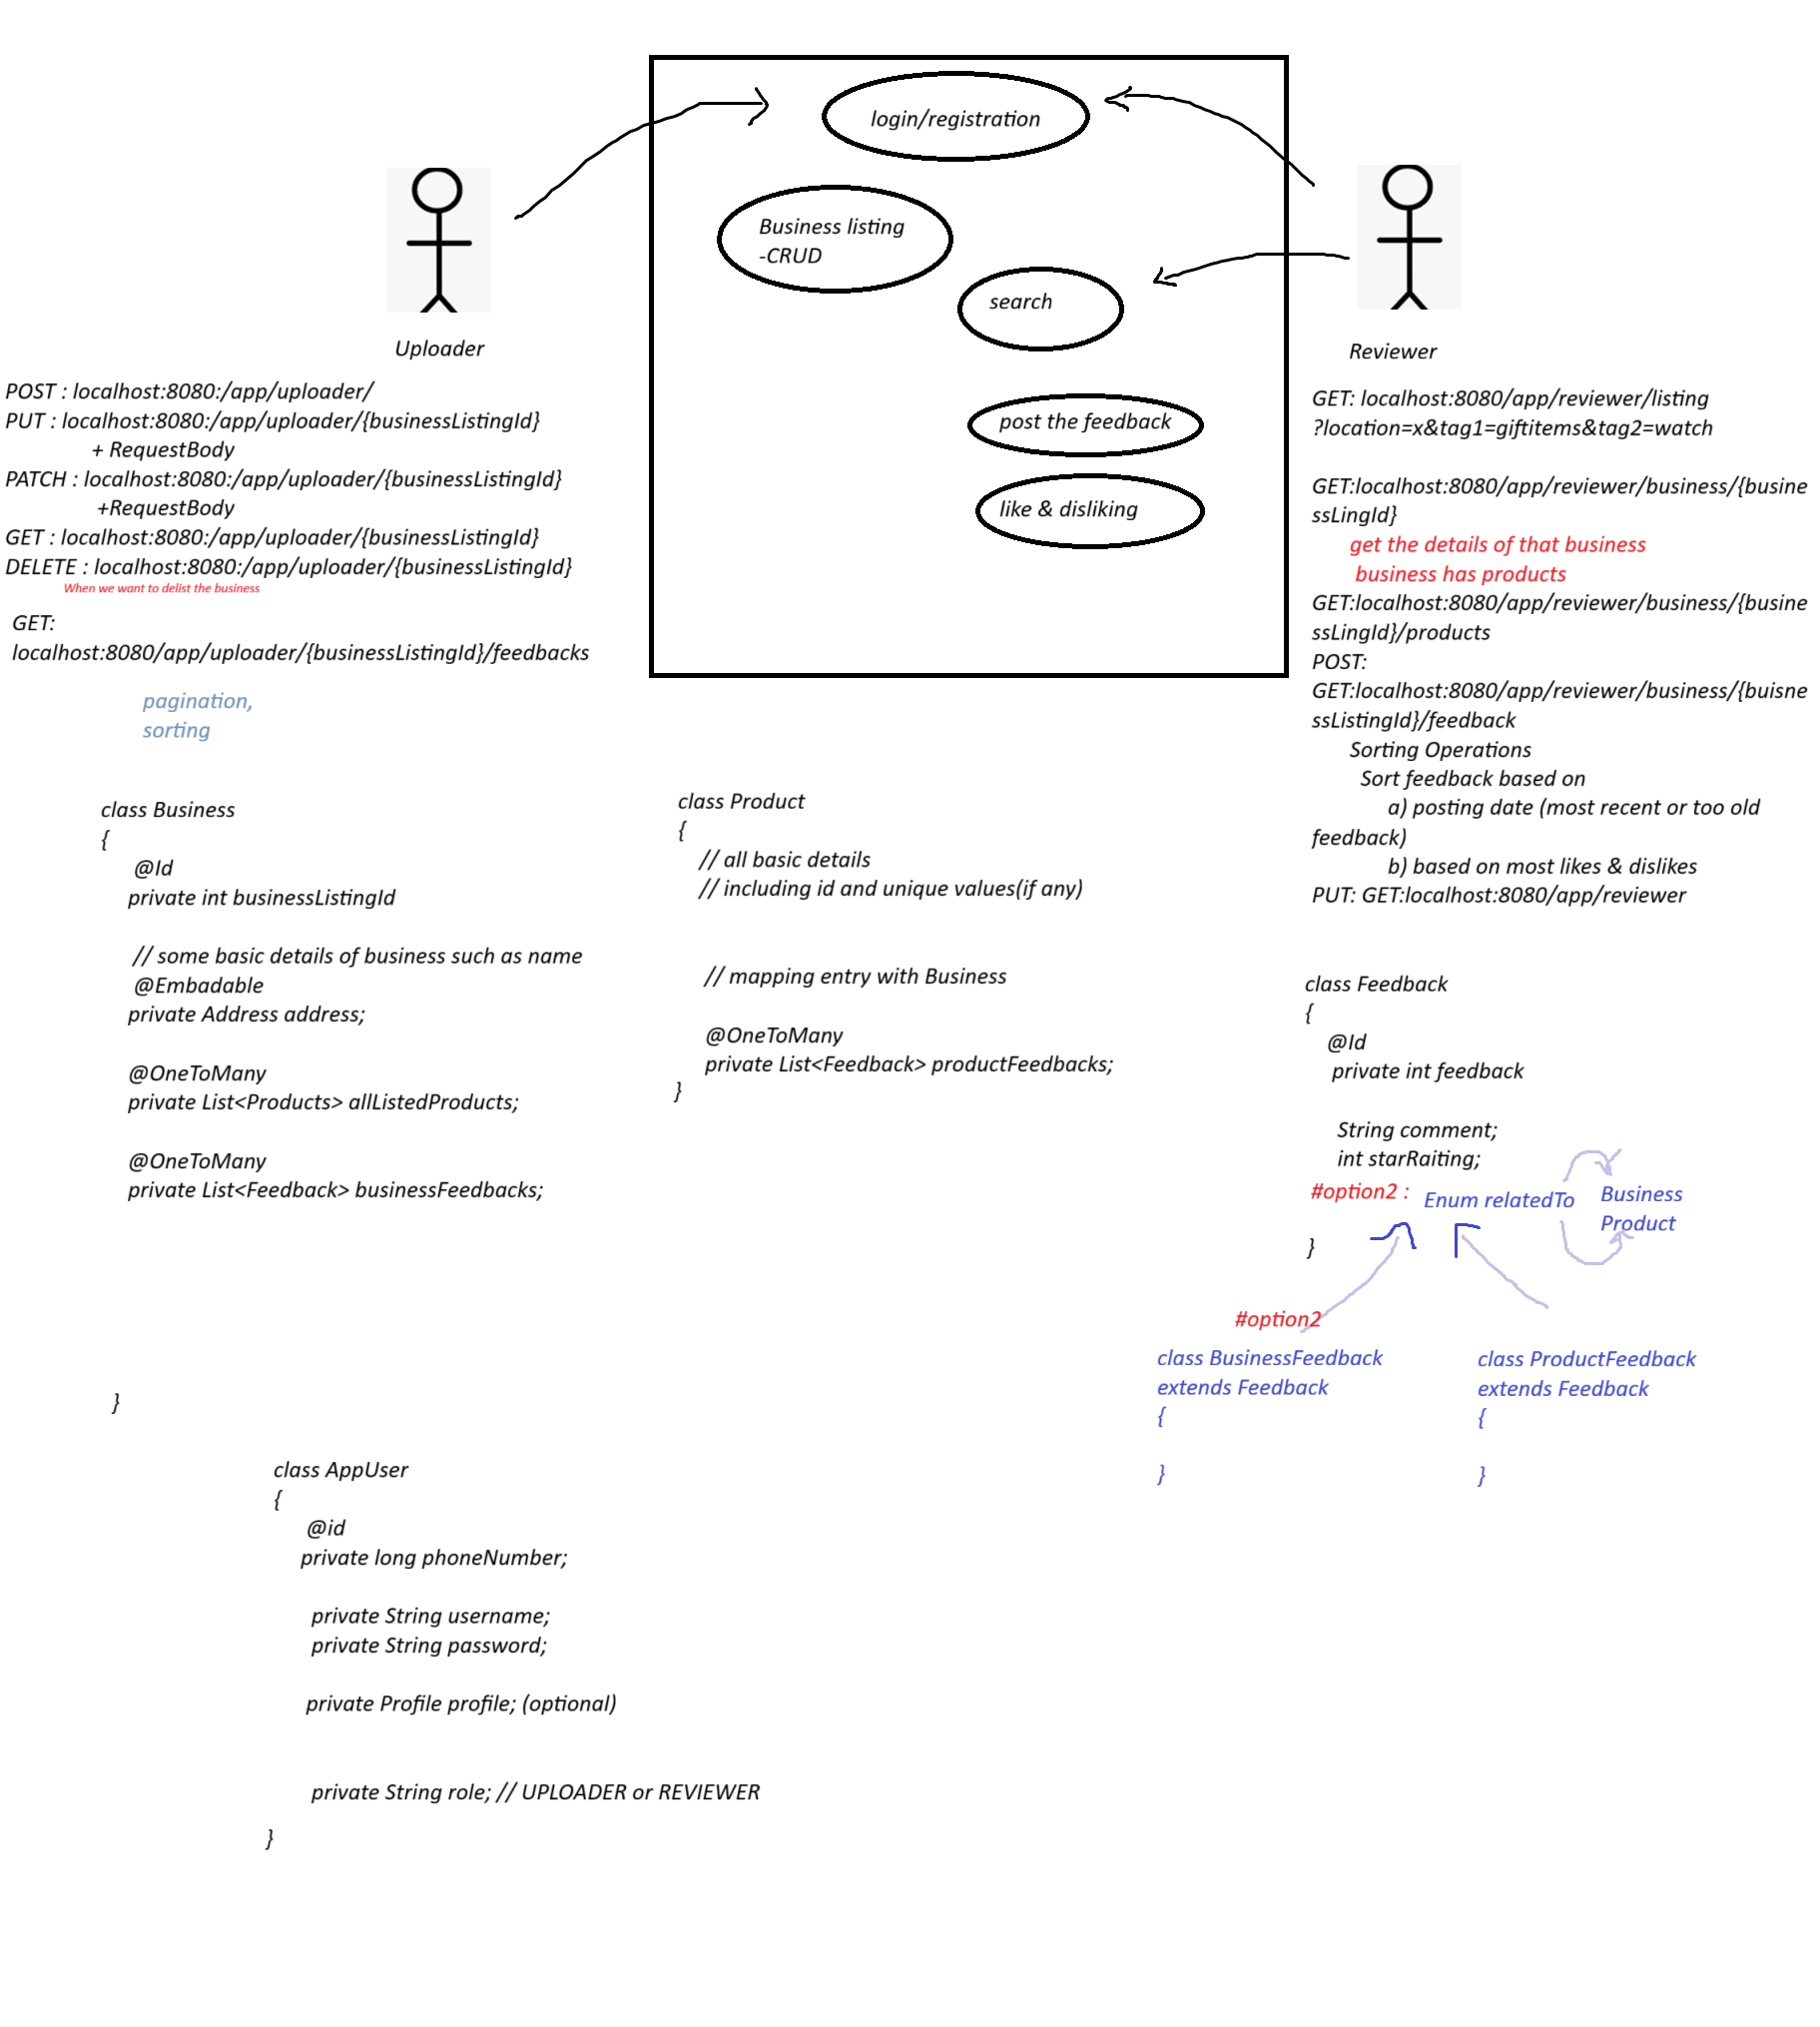 login/registration
Business listing
-CRUD
search
post the feedback
like & disliking
Uploader
POST : localhost:8080:/app/uploader/
PUT : localhost:8080:/app/uploader/{businessListingId}
+ RequestBody
PATCH : localhost:8080:/app/uploader/{businessListingId}
+RequestBody
GET : localhost:8080:/app/uploader/{businessListingId}
DELETE : localhost:8080:/app/uploader/{businessListingId}
When we want to delist the business
GET:
localhost:8080/app/uploader/{businessListingId}/feedbacks
pagination,
sorting
Reviewer
GET: localhost:8080/app/reviewer/listing
?location=x&tag1=giftitems&tag2=watch
GET:localhost:8080/app/reviewer/business/{busine
ssLingId}
get the details of that business
business has products
GET:localhost:8080/app/reviewer/business/{busine
ssLingId}/products
POST:
GET:localhost:8080/app/reviewer/business/{buisne
ssListingId}/feedback
Sorting Operations
Sort feedback based on
a) posting date (most recent or too old
feedback)
b) based on most likes & dislikes
PUT: GET:localhost:8080/app/reviewer
class Business
{
@Id
private int businessListingId
// some basic details of business such as name
@Embadable
private Address address;
@OneToMany
private List<Products> allListedProducts;
@OneToMany
private List<Feedback> businessFeedbacks;
}
class Product
{
// all basic details
// including id and unique values(if any)
// mapping entry with Business
@OneToMany
private List<Feedback> productFeedbacks;
}
class Feedback
{
@Id
private int feedback
String comment;
int starRaiting;
#option2 : Enum relatedTo
Business
Product
}
#option2
class BusinessFeedback
extends Feedback
{
}
class ProductFeedback
extends Feedback
{
}
class AppUser
{
@id
private long phoneNumber;
private String username;
private String password;
private Profile profile; (optional)
private String role; // UPLOADER or REVIEWER
}